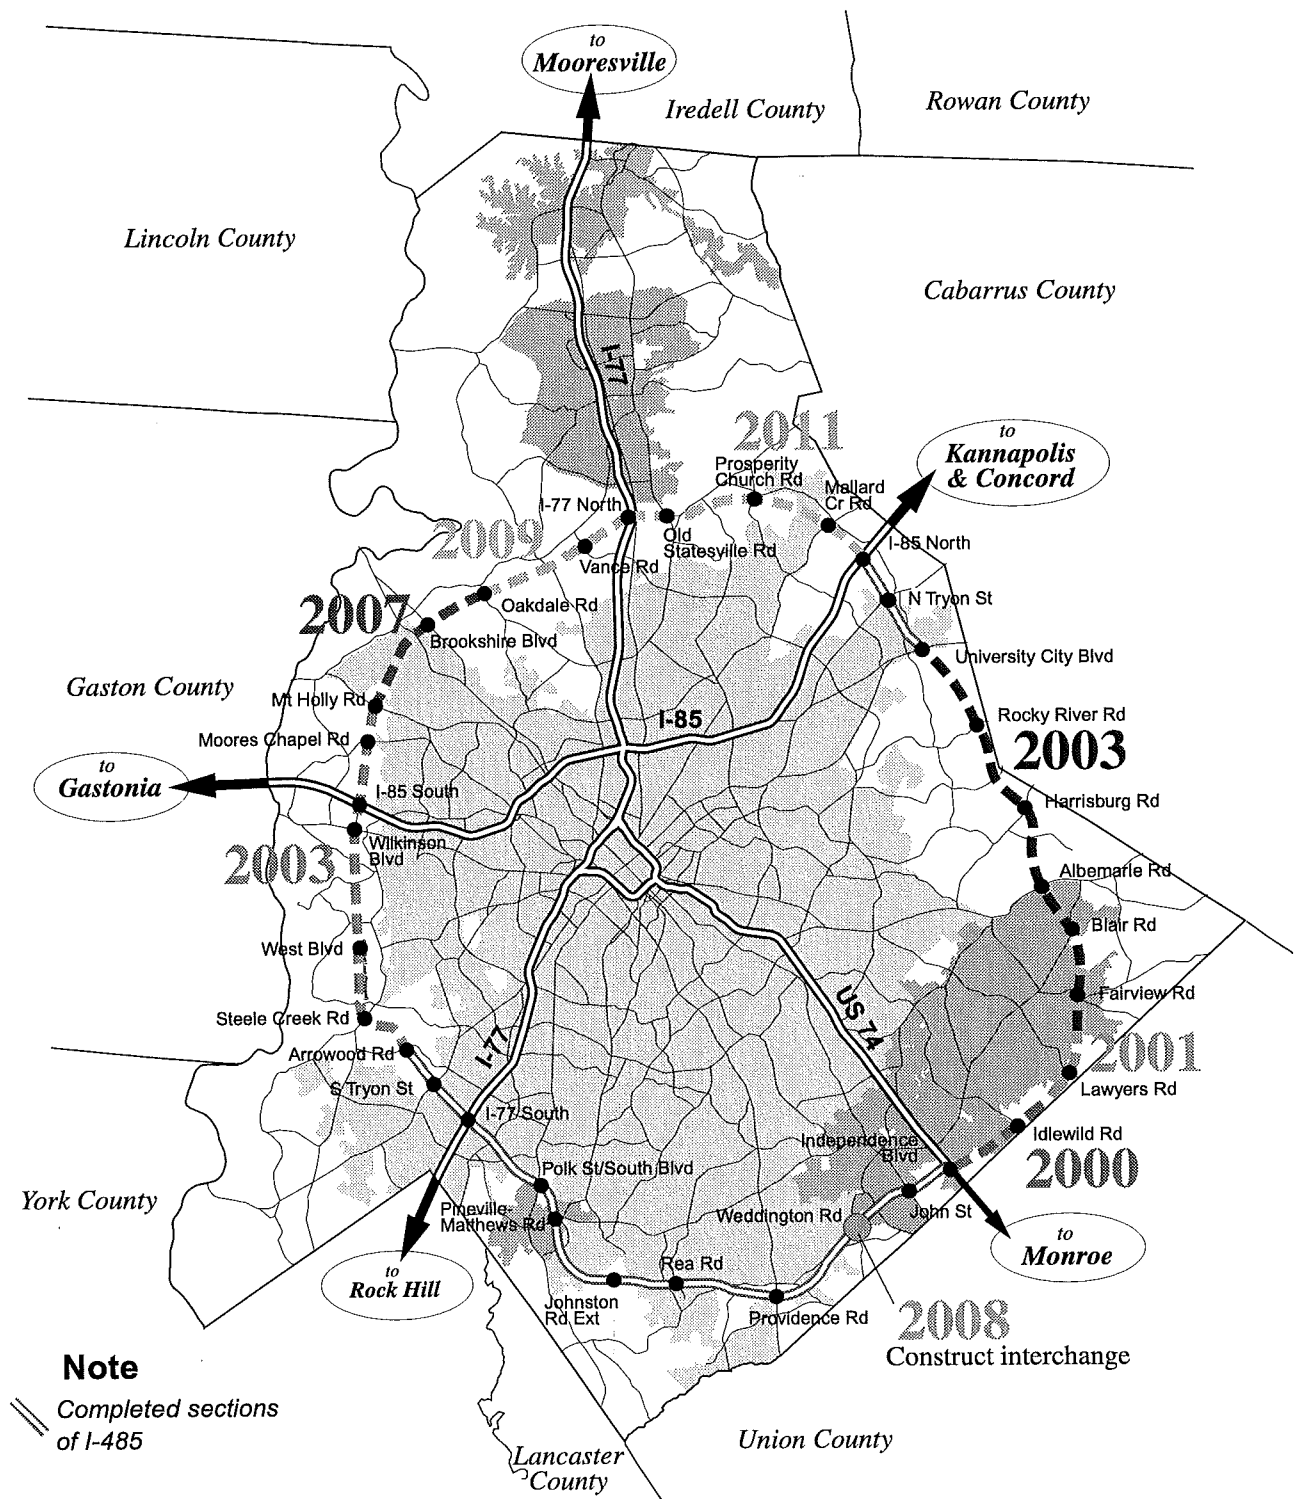 to
Mooresville
Iredell County
Rowan County
Lincoln County
Cabarrus County
I-77
2011
to
Kannapolis
& Concord
Prosperity
Church Rd
Mallard
Cr Rd
I-77 North
Old
Statesville Rd
I-85 North
2009
Vance Rd
N Tryon St
2007
Oakdale Rd
Brookshire Blvd
University City Blvd
Gaston County
Mt Holly Rd
I-85
Rocky River Rd
2003
Moores Chapel Rd
to
Gastonia
I-85 South
Harrisburg Rd
Wilkinson
Blvd
2003
Albemarle Rd
Blair Rd
West Blvd
Fairview Rd
Steele Creek Rd
US 74
I-77
2001
Arrowood Rd
S Tryon St
Lawyers Rd
I-77 South
Idlewild Rd
Independence
Blvd
2000
Polk St/South Blvd
York County
Pineville-
Matthews Rd
Weddington Rd
John St
to
Monroe
to
Rock Hill
Rea Rd
Johnston
Rd Ext
Providence Rd
2008
Construct interchange
Note
Completed sections
of I-485
Union County
Lancaster
County